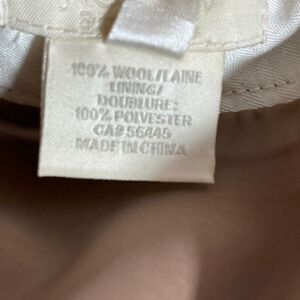 100% WOOL/LAINE
LINING/
DOUBLURE:
100% POLYESTER
CA# 56445
MADE IN CHINA